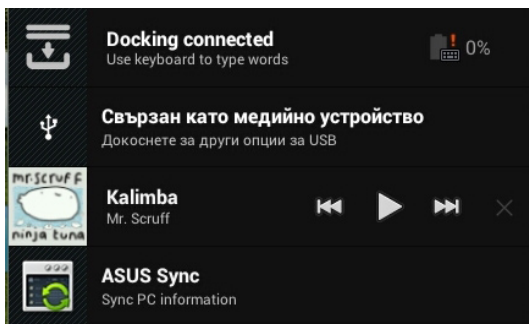 Docking connected
Use keyboard to type words
0%
Свързан като медийно устройство
Докоснете за други опции за USB
mr.scruff
ninja tuna
Kalimba
Mr. Scruff
ASUS Sync
Sync PC information